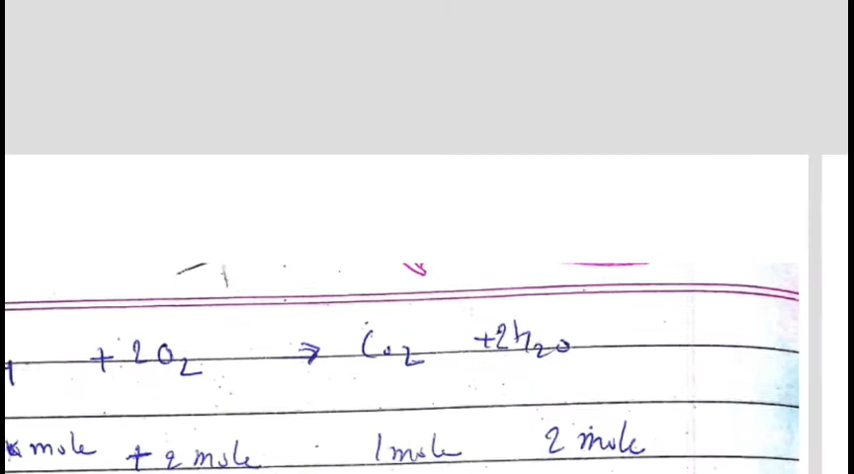 + 2O2 → Co2 +2h2o
mole + 2 mole 1 mole 2 mole